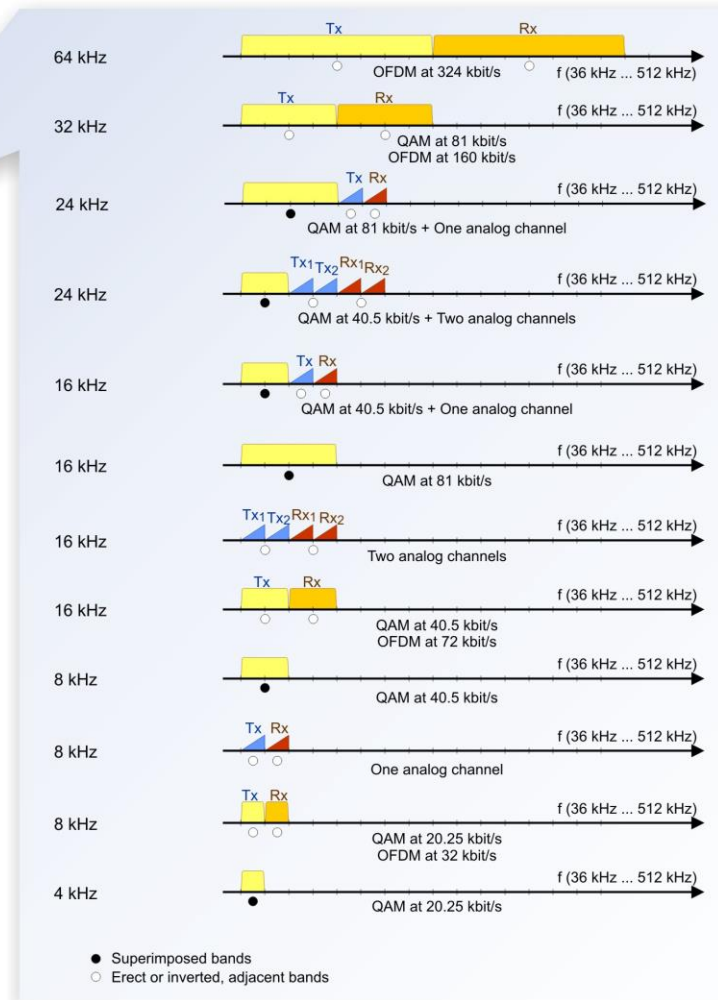 Tx Rx
64 kHz
OFDM at 324 kbit/s f (36 kHz ... 512 kHz)
Tx Rx
32 kHz f (36 kHz ... 512 kHz)
QAM at 81 kbit/s
OFDM at 160 kbit/s
Tx Rx
24 kHz f (36 kHz ... 512 kHz)
QAM at 81 kbit/s + One analog channel
Tx1 Tx2 Rx1 Rx2
24 kHz f (36 kHz ... 512 kHz)
QAM at 40.5 kbit/s + Two analog channels
Tx Rx
16 kHz f (36 kHz ... 512 kHz)
QAM at 40.5 kbit/s + One analog channel
16 kHz f (36 kHz ... 512 kHz)
QAM at 81 kbit/s
Tx1 Tx2 Rx1 Rx2
16 kHz f (36 kHz ... 512 kHz)
Two analog channels
Tx Rx
16 kHz f (36 kHz ... 512 kHz)
QAM at 40.5 kbit/s
OFDM at 72 kbit/s
8 kHz f (36 kHz ... 512 kHz)
QAM at 40.5 kbit/s
Tx Rx
8 kHz f (36 kHz ... 512 kHz)
One analog channel
Tx Rx
8 kHz f (36 kHz ... 512 kHz)
QAM at 20.25 kbit/s
OFDM at 32 kbit/s
4 kHz f (36 kHz ... 512 kHz)
QAM at 20.25 kbit/s
Superimposed bands
Erect or inverted, adjacent bands